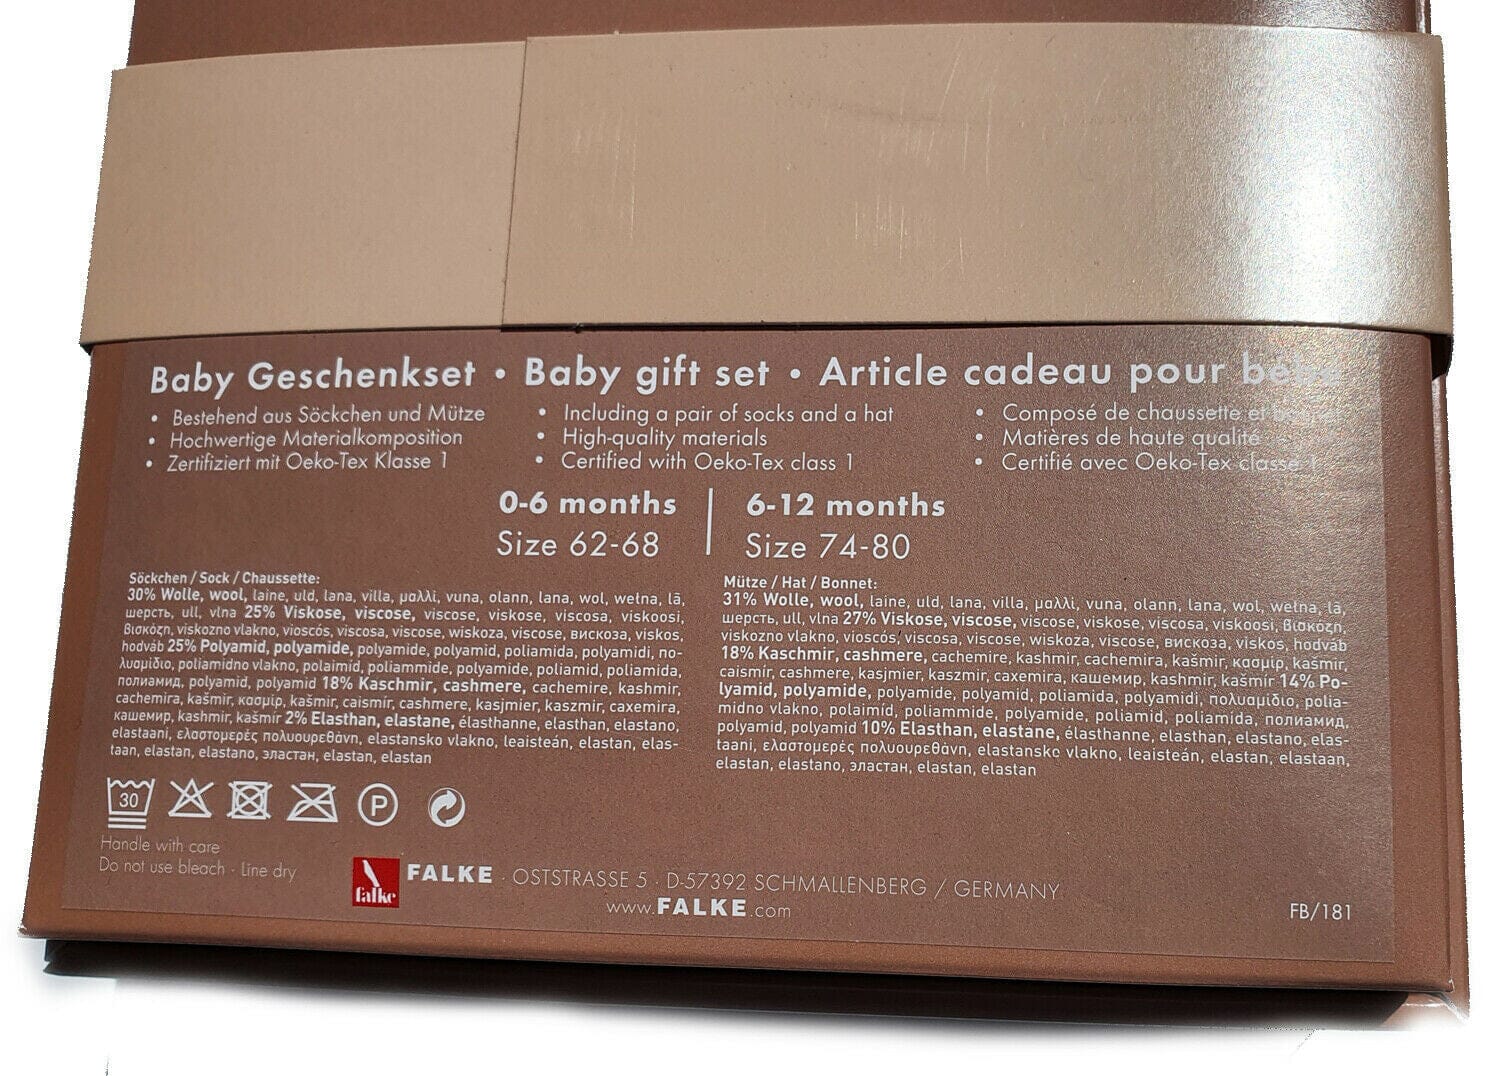 Baby Geschenkset • Baby gift set • Article cadeau pour bébé
• Bestehend aus Söckchen und Mütze
• Hochwertige Materialkomposition
• Zertifiziert mit Oeko-Tex Klasse 1
• Including a pair of socks and a hat
• High-quality materials
• Certified with Oeko-Tex class 1
• Composé de chaussette et
• Matières de haute qualité
• Certifié avec Oeko-Tex classe 1
0-6 months
Size 62-68
6-12 months
Size 74-80
Söckchen / Sock / Chaussette:
30% Wolle, wool, laine, uld, lana, villa, μαλλί, vuna, olann, lana, wol, wełna, lã,
шерсть, ull, vlna 25% Viskose, viscose, viscose, viskose, viscosa, viskoosi,
βισκόζη, viskozno vlakno, vioscós, viscosa, viscose, wiskoza, viscose, вискоза, viskos,
hodváb 25% Polyamid, polyamide, polyamide, polyamid, poliamida, polyamidi, πο-
λυαμίδιο, poliamidno vlakno, polaimíd, poliammide, polyamide, poliamid, poliamida,
полиамид, polyamid, polyamid 18% Kaschmir, cashmere, cachemire, kashmir,
cachemira, kašmir, κασμίρ, kašmir, caismír, cashmere, kasjmier, kaszmir, caxemira,
кашемир, kashmir, kašmír 2% Elasthan, elastane, élasthanne, elasthan, elastano,
elastaani, ελαστομερές πολυουρεθάνη, elastansko vlakno, leaisteán, elastan, elas-
taan, elastan, elastano, эластан, elastan, elastan
Mütze / Hat / Bonnet:
31% Wolle, wool, laine, uld, lana, villa, μαλλί, vuna, olann, lana, wol, wełna, lã,
шерсть, ull, vlna 27% Viskose, viscose, viscose, viskose, viscosa, viskoosi, βισκόζη,
viskozno vlakno, vioscós, viscosa, viscose, wiskoza, viscose, вискоза, viskos, hodváb
18% Kaschmir, cashmere, cachemire, kashmir, cachemira, kašmir, κασμίρ, kašmir,
caismír, cashmere, kasjmier, kaszmir, caxemira, кашемир, kashmir, kašmír 14% Po-
lyamid, polyamide, polyamide, polyamid, poliamida, polyamidi, πολυαμίδιο, polia-
midno vlakno, polaimíd, poliammide, polyamide, poliamid, poliamida, полиамид,
polyamid, polyamid 10% Elasthan, elastane, élasthanne, elasthan, elastano, elas-
taani, ελαστομερές πολυουρεθάνη, elastansko vlakno, leaisteán, elastan, elastaan,
elastan, elastano, эластан, elastan, elastan
30
P
Handle with care
Do not use bleach · Line dry
falke
FALKE · OSTSTRASSE 5 · D-57392 SCHMALLENBERG / GERMANY
www.FALKE.com
FB/181